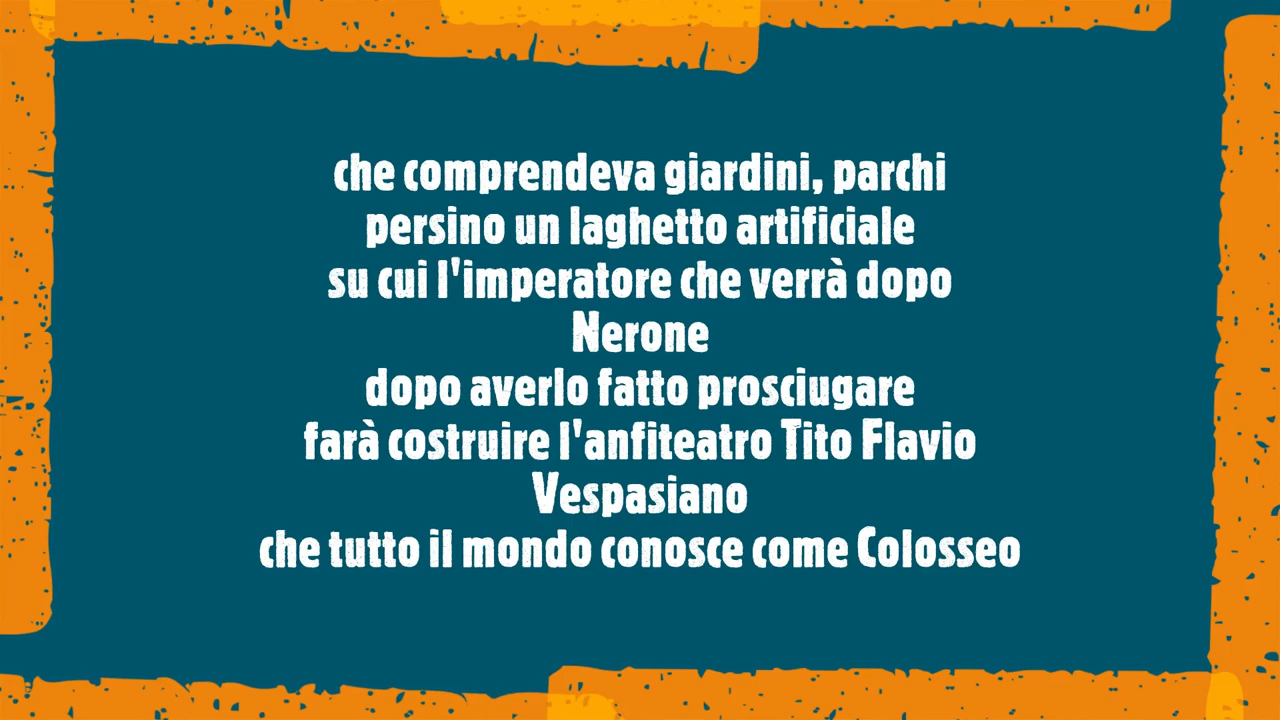 che comprendeva giardini, parchi
persino un laghetto artificiale
su cui l'imperatore che verrà dopo
Nerone
dopo averlo fatto prosciugare
farà costruire l'anfiteatro Tito Flavio
Vespasiano
che tutto il mondo conosce come Colosseo